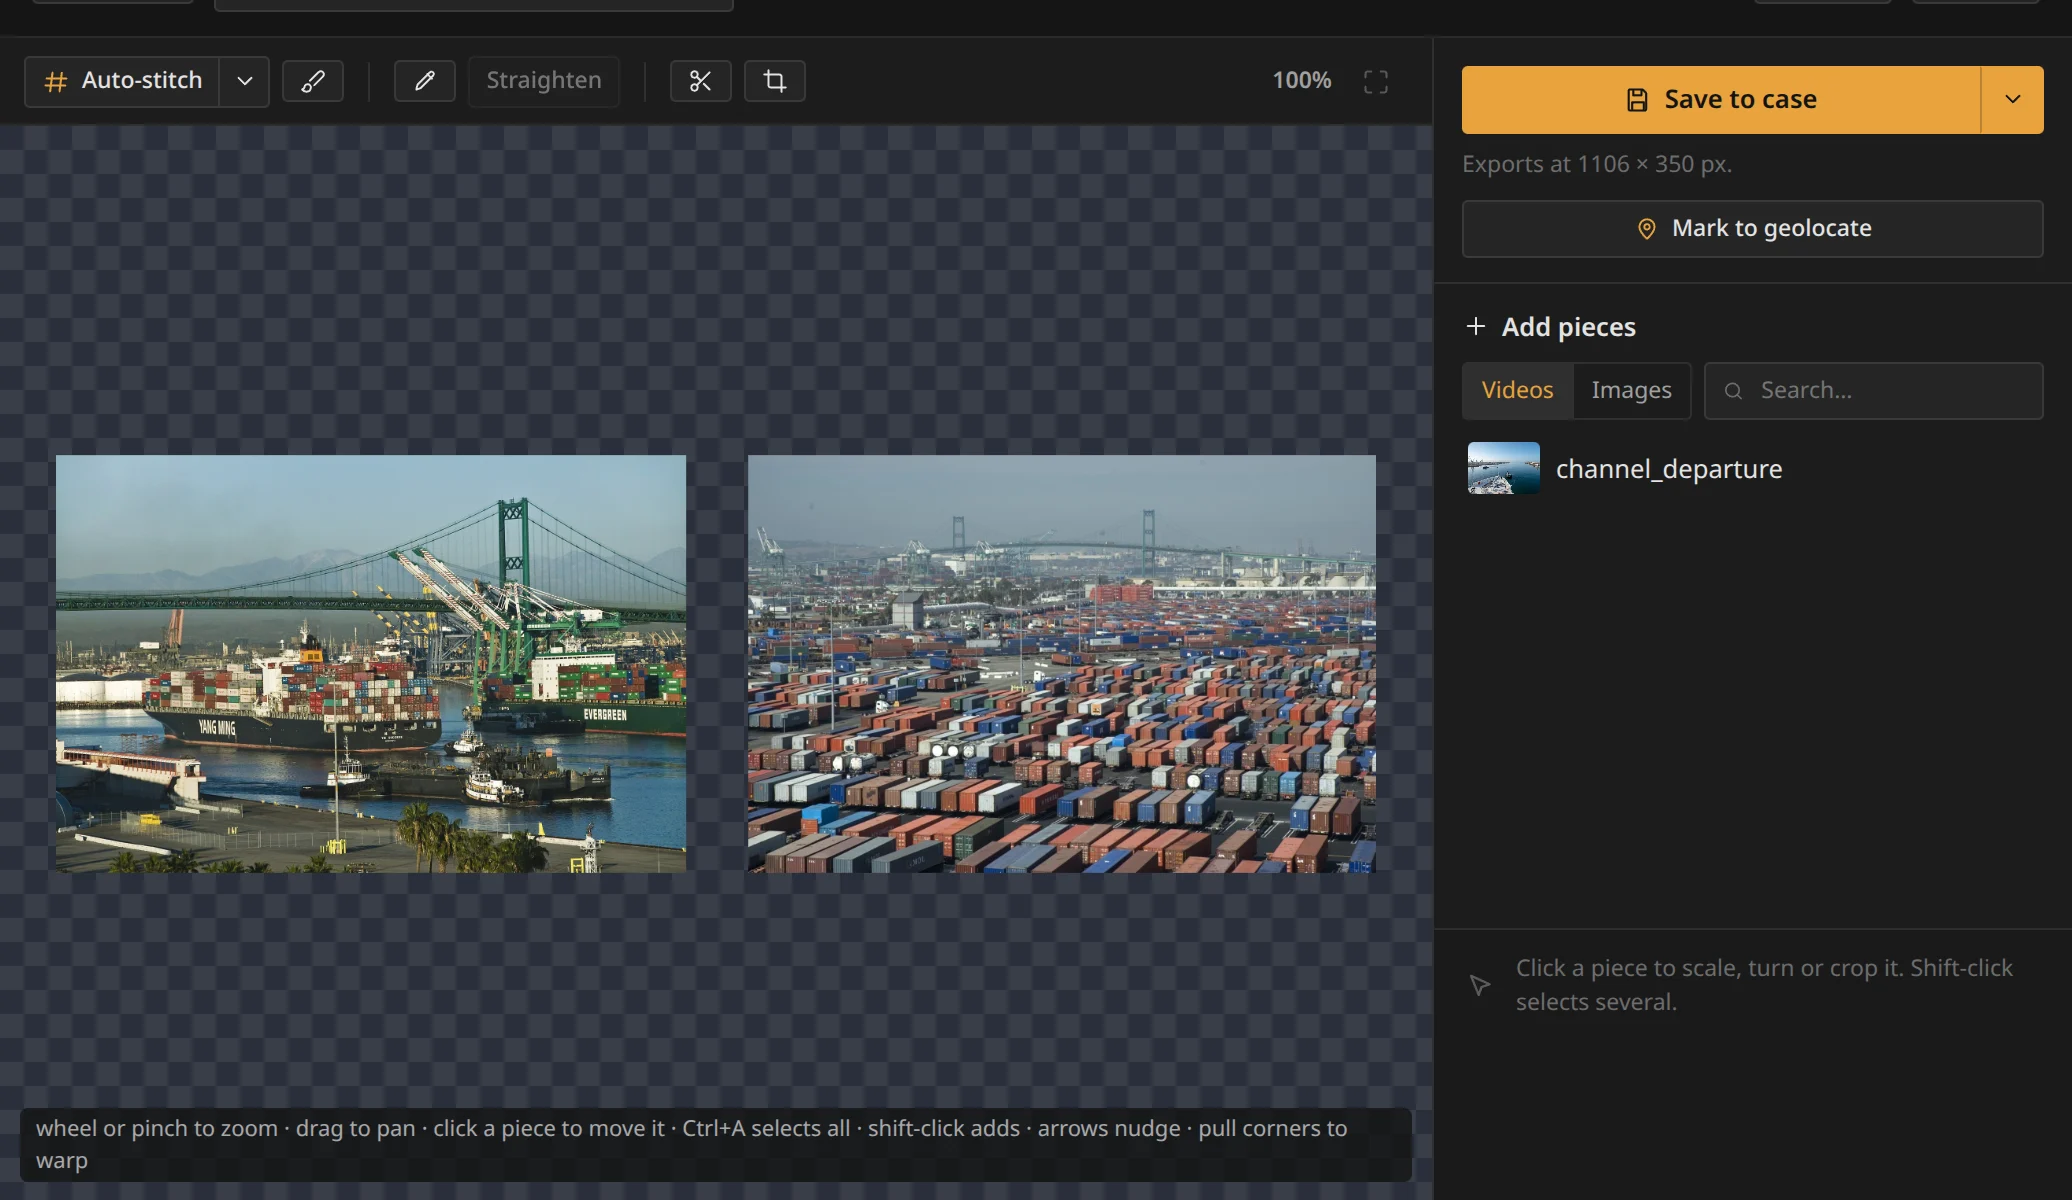 Auto-stitch
Straighten
100%
Save to case
Exports at 1106 × 350 px.
Mark to geolocate
Add pieces
Videos
Images
Search...
channel_departure
YANG MING
EVERGREEN
Click a piece to scale, turn or crop it. Shift-click
selects several.
wheel or pinch to zoom · drag to pan · click a piece to move it · Ctrl+A selects all · shift-click adds · arrows nudge · pull corners to
warp